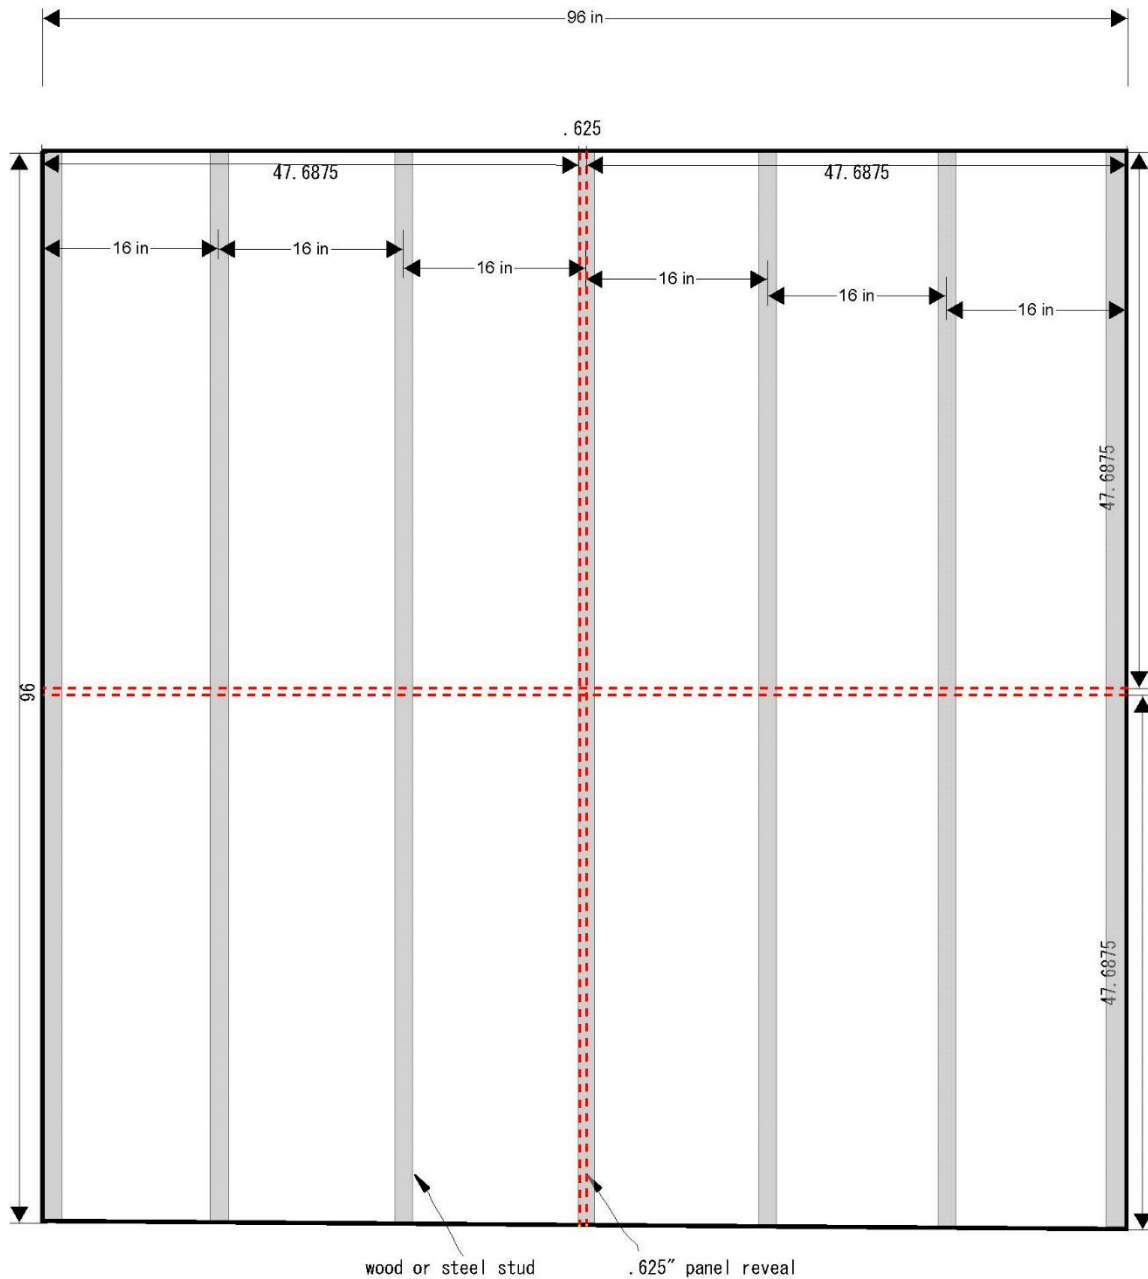 96 in
.625
47.6875
47.6875
16 in
16 in
16 in
16 in
16 in
16 in
47.6875
96
47.6875
wood or steel stud
.625" panel reveal